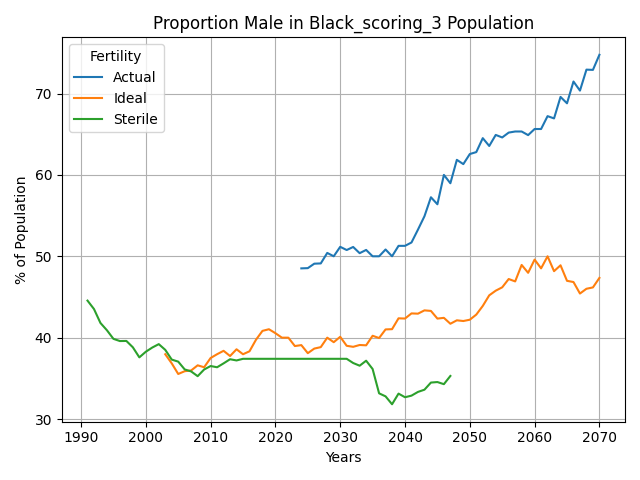 Proportion Male in Black_scoring_3 Population
Fertility
Actual
Ideal
Sterile
% of Population
70
60
50
40
30
1990 2000 2010 2020 2030 2040 2050 2060 2070
Years